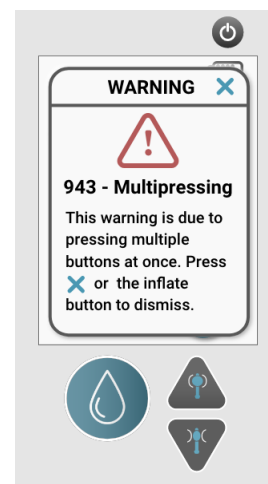 WARNING
943 - Multipressing
This warning is due to
pressing multiple
buttons at once. Press
or the inflate
button to dismiss.